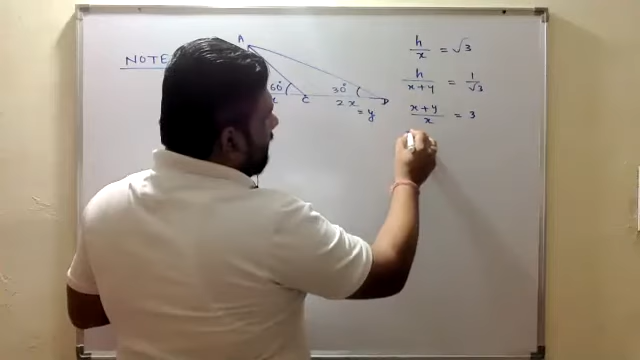 NOTE
A
60°
30°
x
C
2x
D
= y
h/x = √3
h/x+y = 1/√3
x+y/x = 3